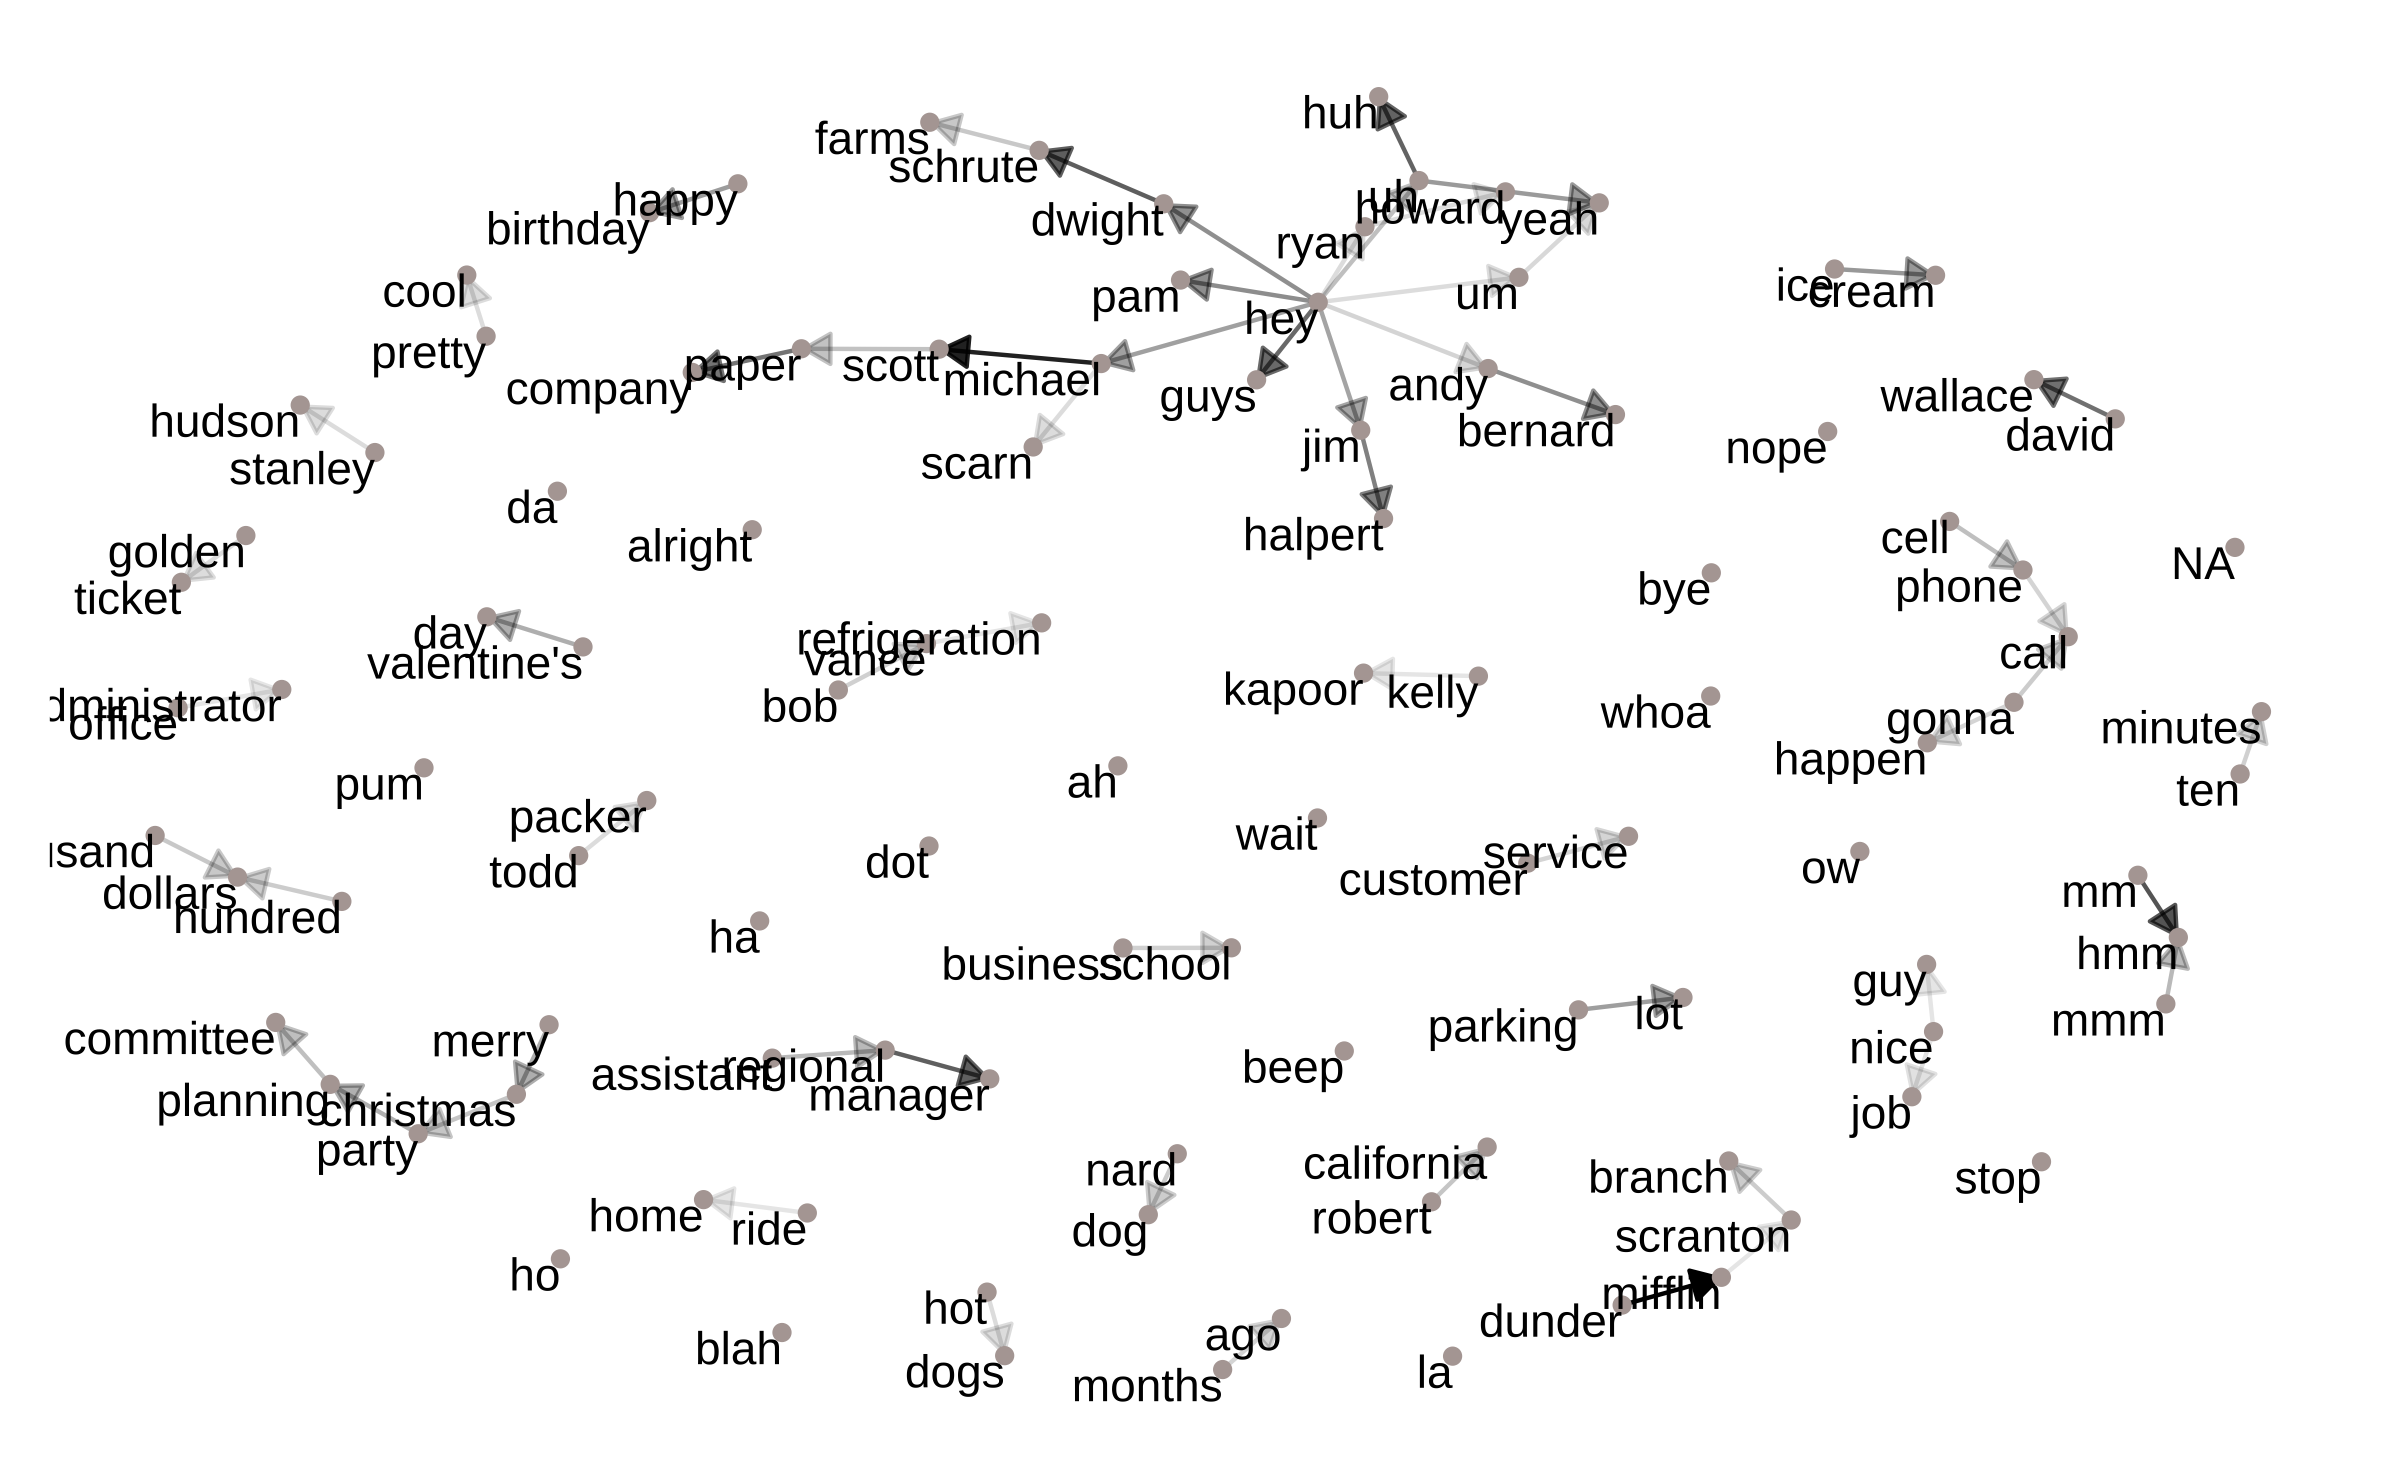 huh
farms
schrute
happy
birthday
dwight
uh
howard
yeah
ryan
cool
pam
um
ice
cream
hey
pretty
company
paper
scott
michael
guys
andy
wallace
hudson
bernard
david
stanley
scarn
jim
nope
da
alright
halpert
cell
golden
NA
ticket
bye
phone
day
valentine's
refrigeration
vance
call
dministrator
office
bob
kapoor
kelly
whoa
gonna
minutes
happen
pum
packer
ah
ten
usand
dollars
hundred
todd
dot
wait
customer
service
ow
mm
ha
business
school
hmm
guy
committee
merry
parking
lot
mmm
nice
planning
christmas
party
assistant
regional
manager
beep
job
nard
california
branch
stop
home
ride
dog
robert
scranton
ho
hot
mifflin
dunder
blah
ago
dogs
months
la